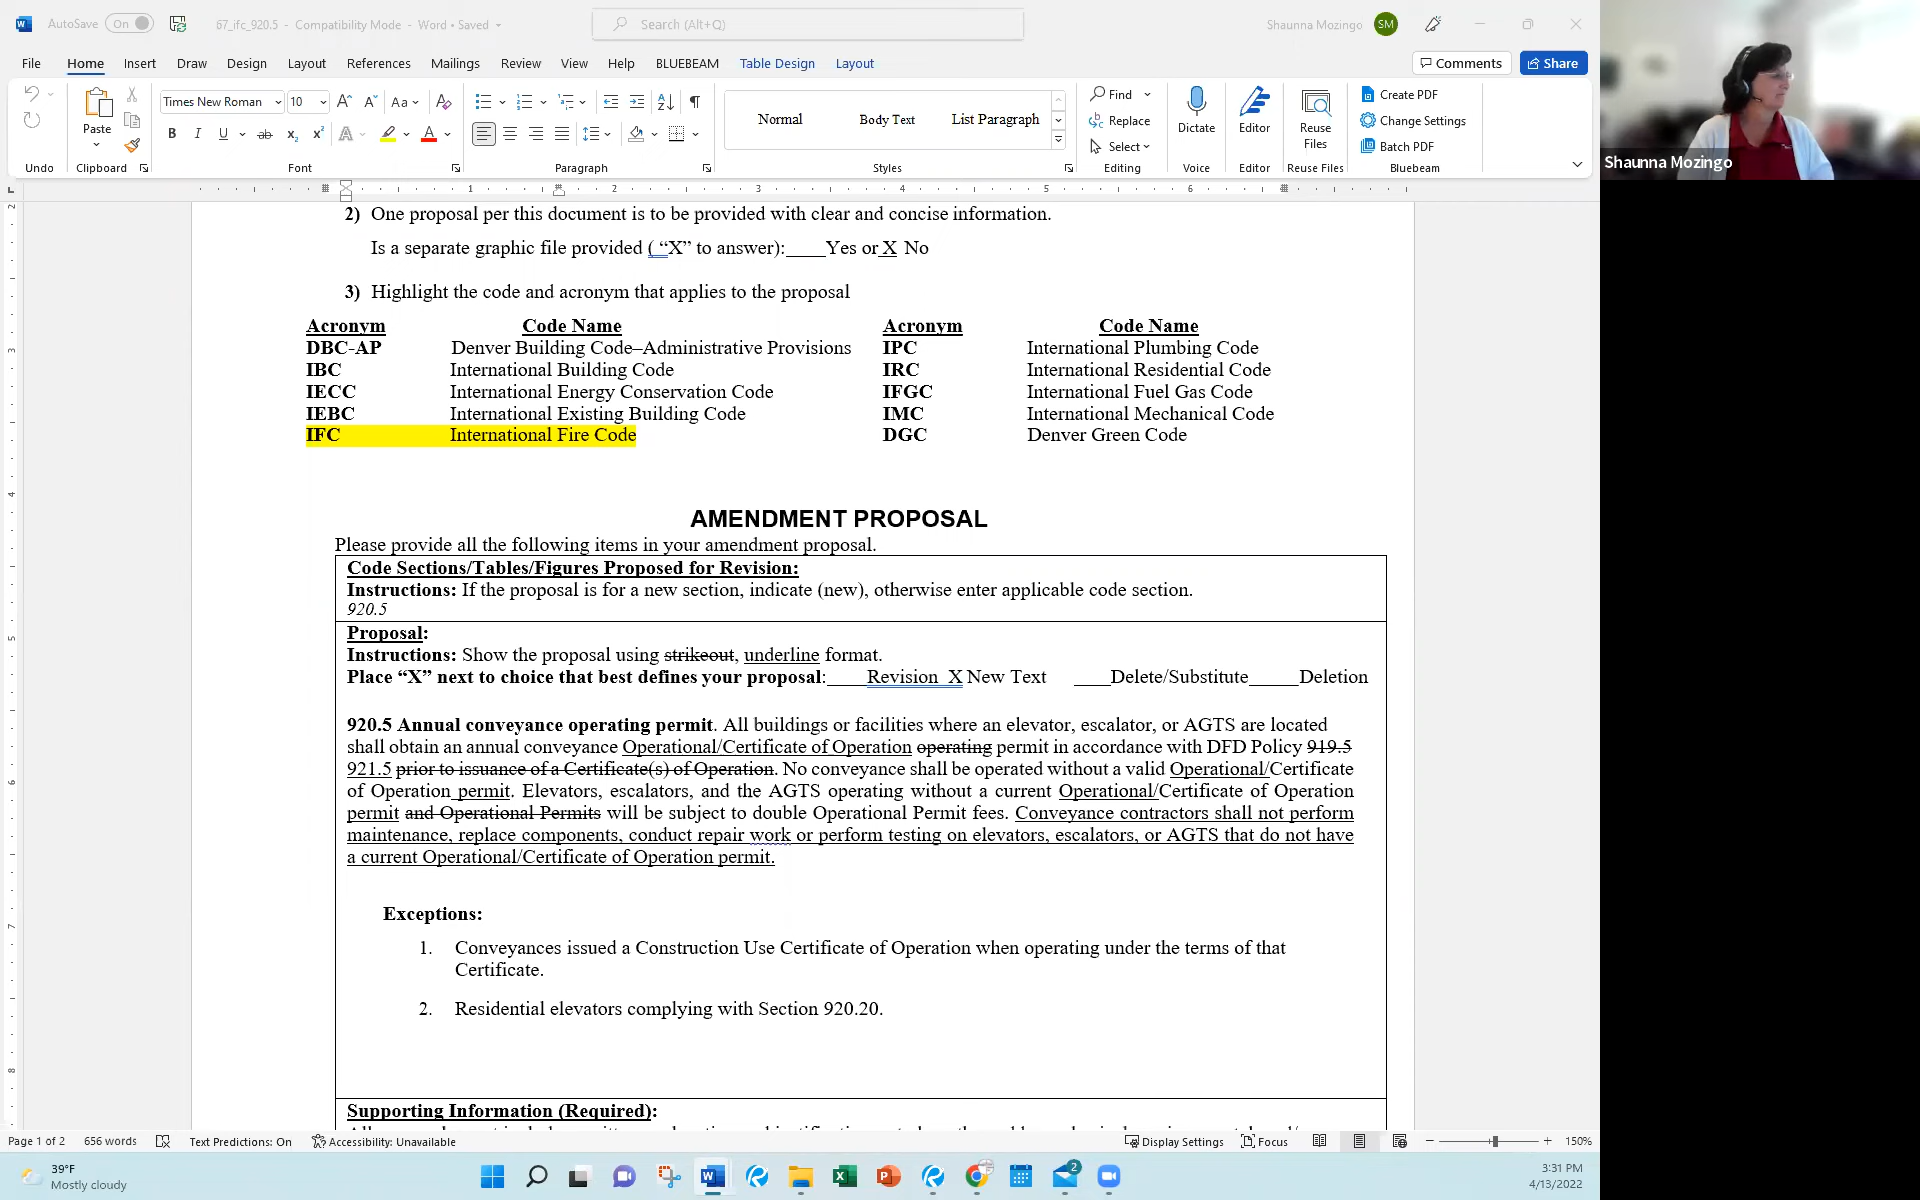 AutoSave On 67_ifc_920.5 - Compatibility Mode - Word • Saved Search (Alt+Q) Shaunna Mozingo SM
File Home Insert Draw Design Layout References Mailings Review View Help BLUEBEAM Table Design Layout Comments Share
Times New Roman 10 Aa Normal Body Text List Paragraph Find Replace Select Create PDF Change Settings Batch PDF
Paste Dictate Editor Reuse Files
Undo Clipboard Font Paragraph Styles Editing Voice Editor Reuse Files Bluebeam
Shaunna Mozingo
2) One proposal per this document is to be provided with clear and concise information.
Is a separate graphic file provided ( “X” to answer):____Yes or X No
3) Highlight the code and acronym that applies to the proposal
Acronym Code Name Acronym Code Name
DBC-AP Denver Building Code–Administrative Provisions IPC International Plumbing Code
IBC International Building Code IRC International Residential Code
IECC International Energy Conservation Code IFGC International Fuel Gas Code
IEBC International Existing Building Code IMC International Mechanical Code
IFC International Fire Code DGC Denver Green Code
AMENDMENT PROPOSAL
Please provide all the following items in your amendment proposal.
Code Sections/Tables/Figures Proposed for Revision:
Instructions: If the proposal is for a new section, indicate (new), otherwise enter applicable code section.
920.5
Proposal:
Instructions: Show the proposal using strikeout, underline format.
Place “X” next to choice that best defines your proposal:____Revision X New Text ____Delete/Substitute_____Deletion
920.5 Annual conveyance operating permit. All buildings or facilities where an elevator, escalator, or AGTS are located
shall obtain an annual conveyance Operational/Certificate of Operation operating permit in accordance with DFD Policy 919.5
921.5 prior to issuance of a Certificate(s) of Operation. No conveyance shall be operated without a valid Operational/Certificate
of Operation permit. Elevators, escalators, and the AGTS operating without a current Operational/Certificate of Operation
permit and Operational Permits will be subject to double Operational Permit fees. Conveyance contractors shall not perform
maintenance, replace components, conduct repair work or perform testing on elevators, escalators, or AGTS that do not have
a current Operational/Certificate of Operation permit.
Exceptions:
1. Conveyances issued a Construction Use Certificate of Operation when operating under the terms of that
Certificate.
2. Residential elevators complying with Section 920.20.
Supporting Information (Required):
Page 1 of 2 656 words Text Predictions: On Accessibility: Unavailable Display Settings Focus 150%
39°F
Mostly cloudy
2
3:31 PM
4/13/2022